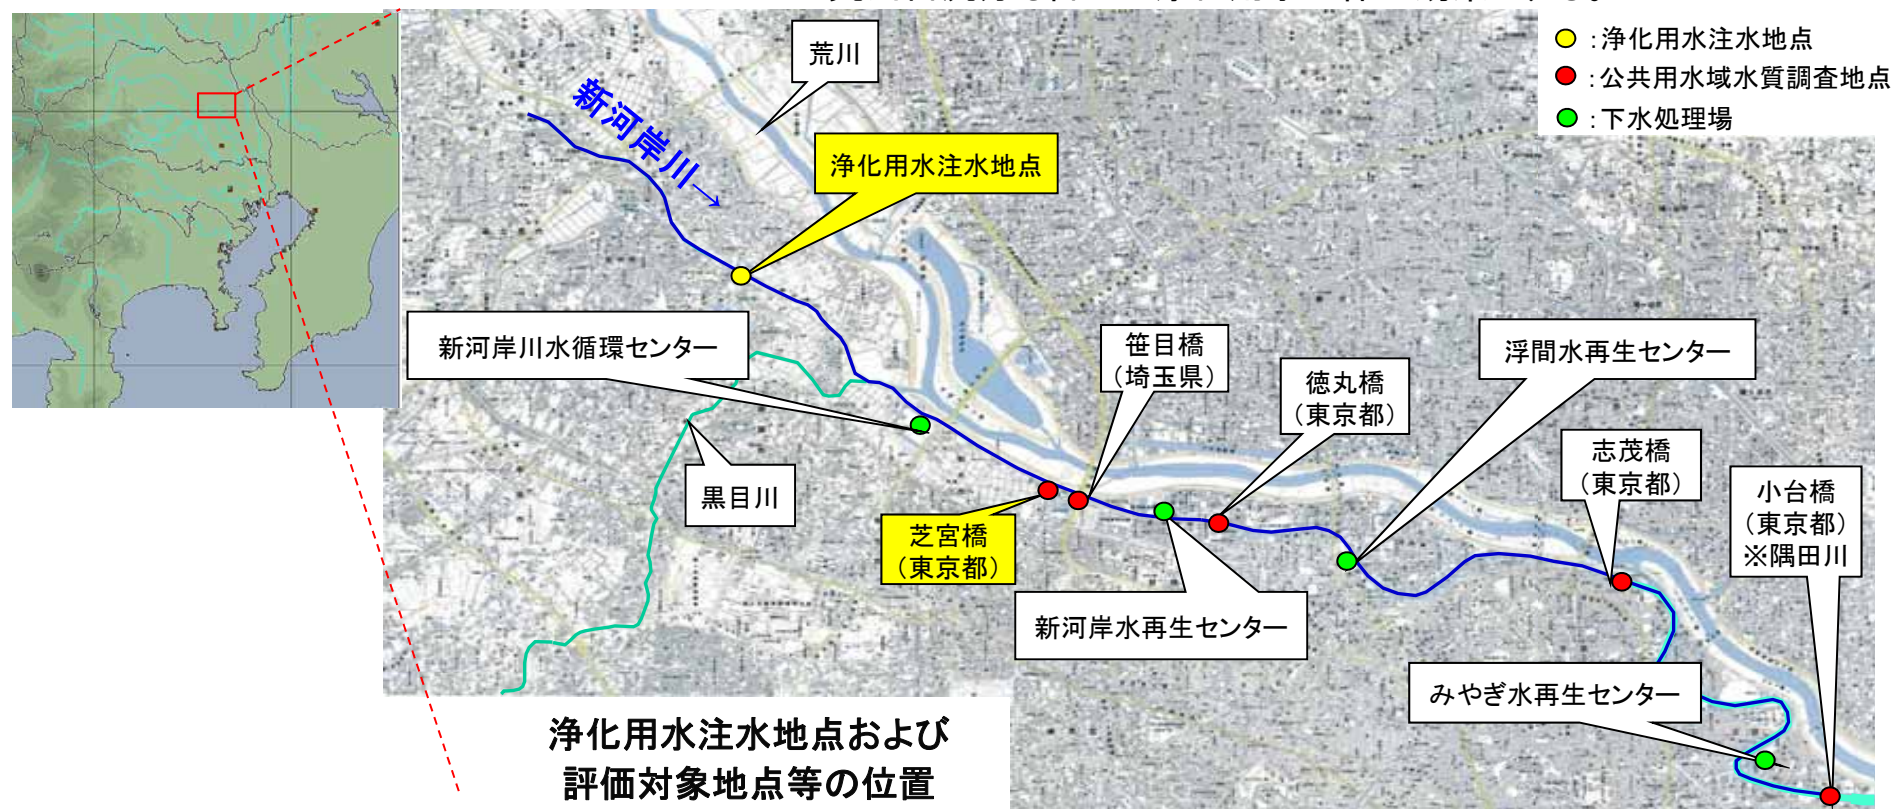 ：浄化用水注水地点
：公共用水域水質調査地点
：下水処理場
荒川
新河岸川→
浄化用水注水地点
新河岸川水循環センター
笹目橋
（埼玉県）
徳丸橋
（東京都）
浮間水再生センター
志茂橋
（東京都）
小台橋
（東京都）
※隅田川
黒目川
芝宮橋
（東京都）
新河岸水再生センター
みやぎ水再生センター
浄化用水注水地点および
評価対象地点等の位置